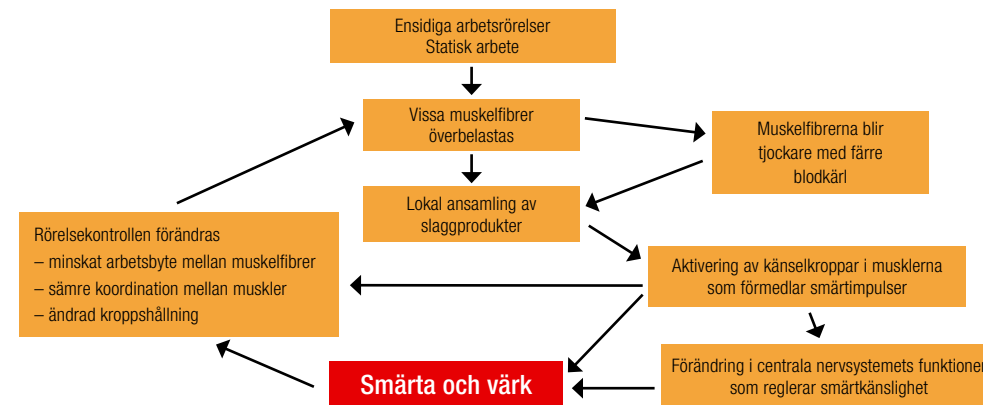 Ensidiga arbetsrörelser
Statisk arbete
Vissa muskelfibrer
överbelastas
Muskelfibrerna blir
tjockare med färre
blodkärl
Lokal ansamling av
slaggprodukter
Rörelsekontrollen förändras
– minskat arbetsbyte mellan muskelfibrer
– sämre koordination mellan muskler
– ändrad kroppshållning
Aktivering av känselkroppar i musklerna
som förmedlar smärtimpulser
Förändring i centrala nervsystemets funktioner
som reglerar smärtkänslighet
Smärta och värk